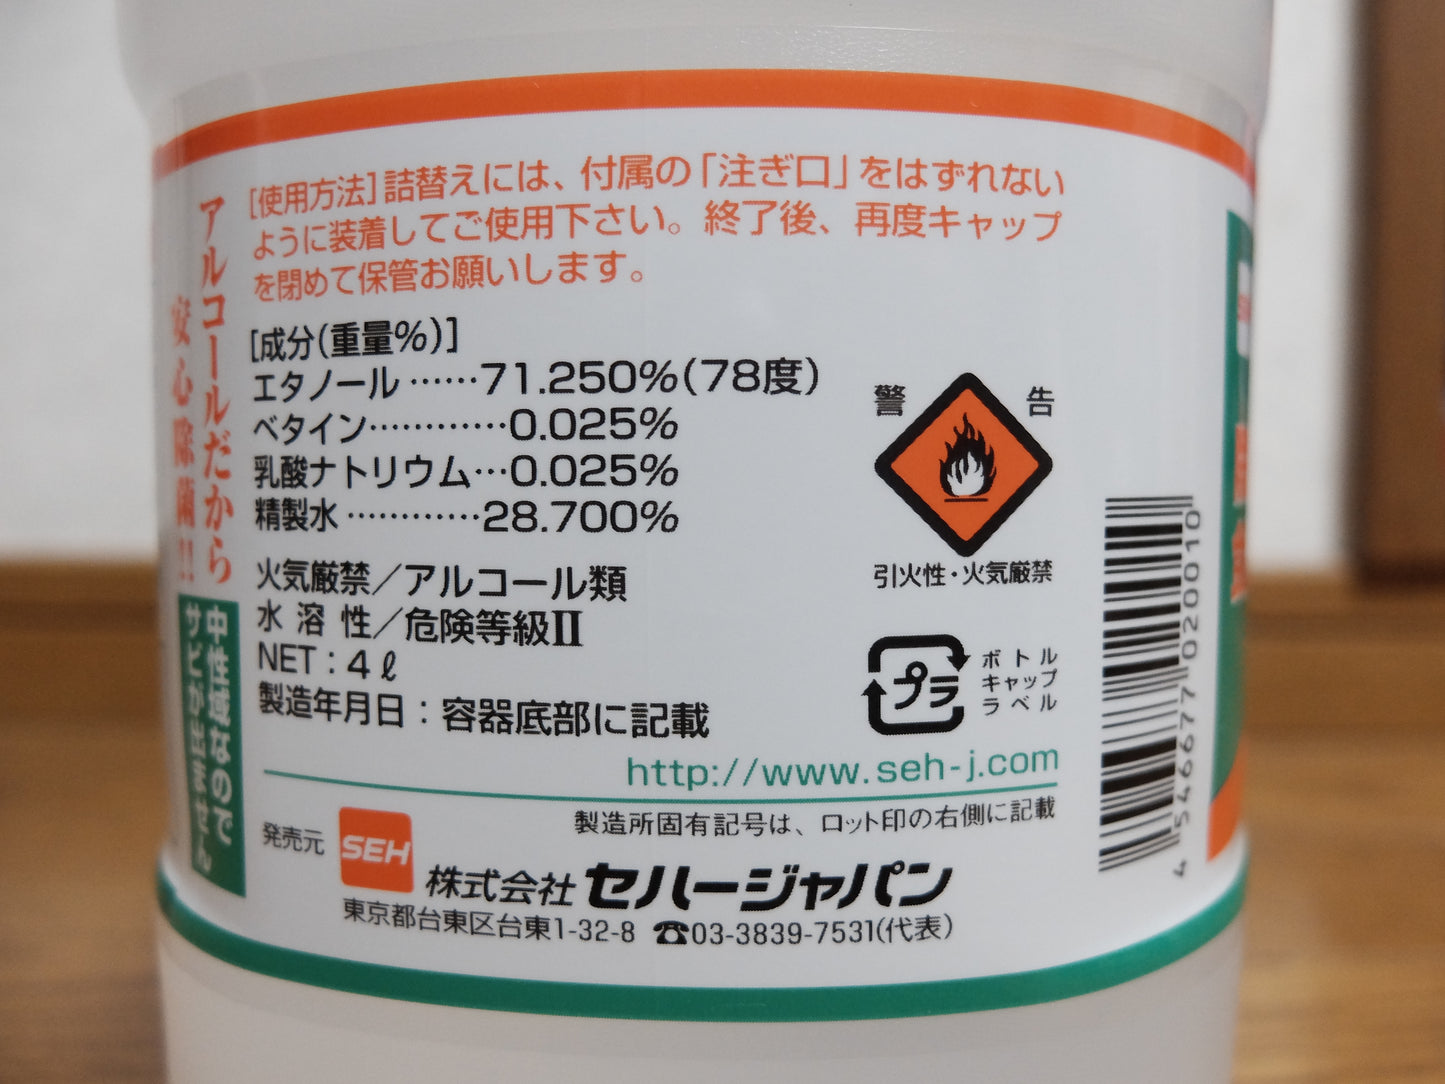 アルコールだから
安心除菌!!
中性域なので
サビが出ません
[使用方法]詰替えには、付属の「注ぎ口」をはずれない
ように装着してご使用下さい。終了後、再度キャップ
を閉めて保管お願いします。
[成分(重量%)]
エタノール……71.250%(78度)
ベタイン…………0.025%
乳酸ナトリウム…0.025%
精製水…………28.700%
火気厳禁/アルコール類
水溶性/危険等級II
NET:4ℓ
製造年月日:容器底部に記載
警告
引火性・火気厳禁
プラ
ボトル
キャップ
ラベル
http://www.seh-j.com
製造所固有記号は、ロット印の右側に記載
発売元
SEH
株式会社 セハージャパン
東京都台東区台東1-32-8 ☎03-3839-7531(代表)
4546677020010